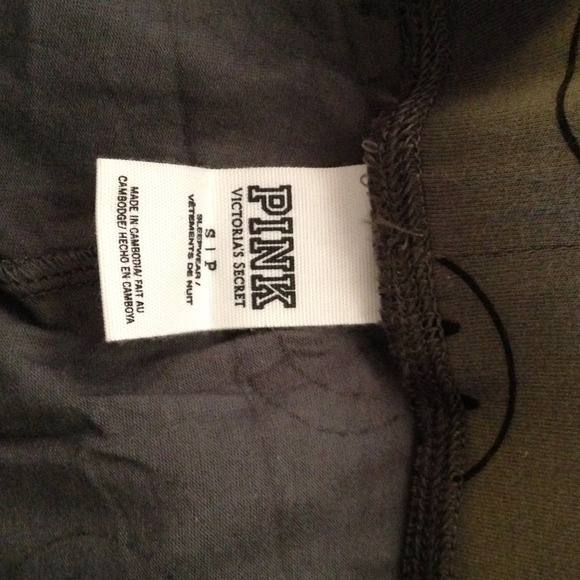 PINK
VICTORIA'S SECRET
S | P
SLEEPWEAR /
VÊTEMENTS DE NUIT
MADE IN CAMBODIA/ FAIT AU
CAMBODGE/ HECHO EN CAMBOYA